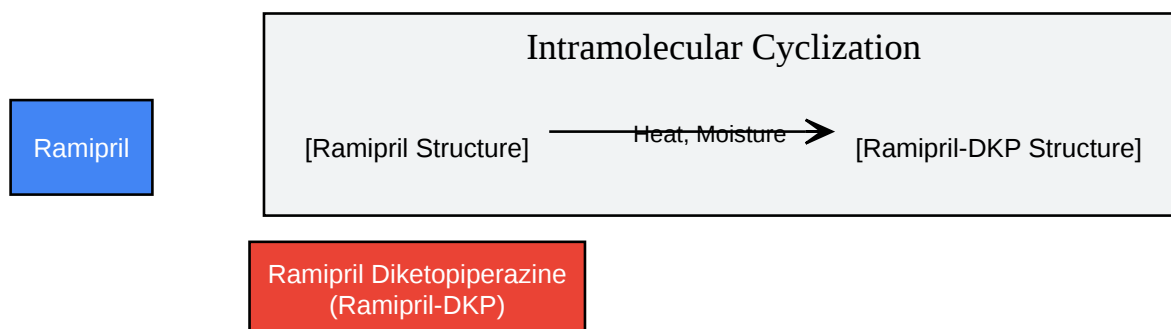 Intramolecular Cyclization
Ramipril
[Ramipril Structure]
Heat, Moisture
[Ramipril-DKP Structure]
Ramipril Diketopiperazine
(Ramipril-DKP)